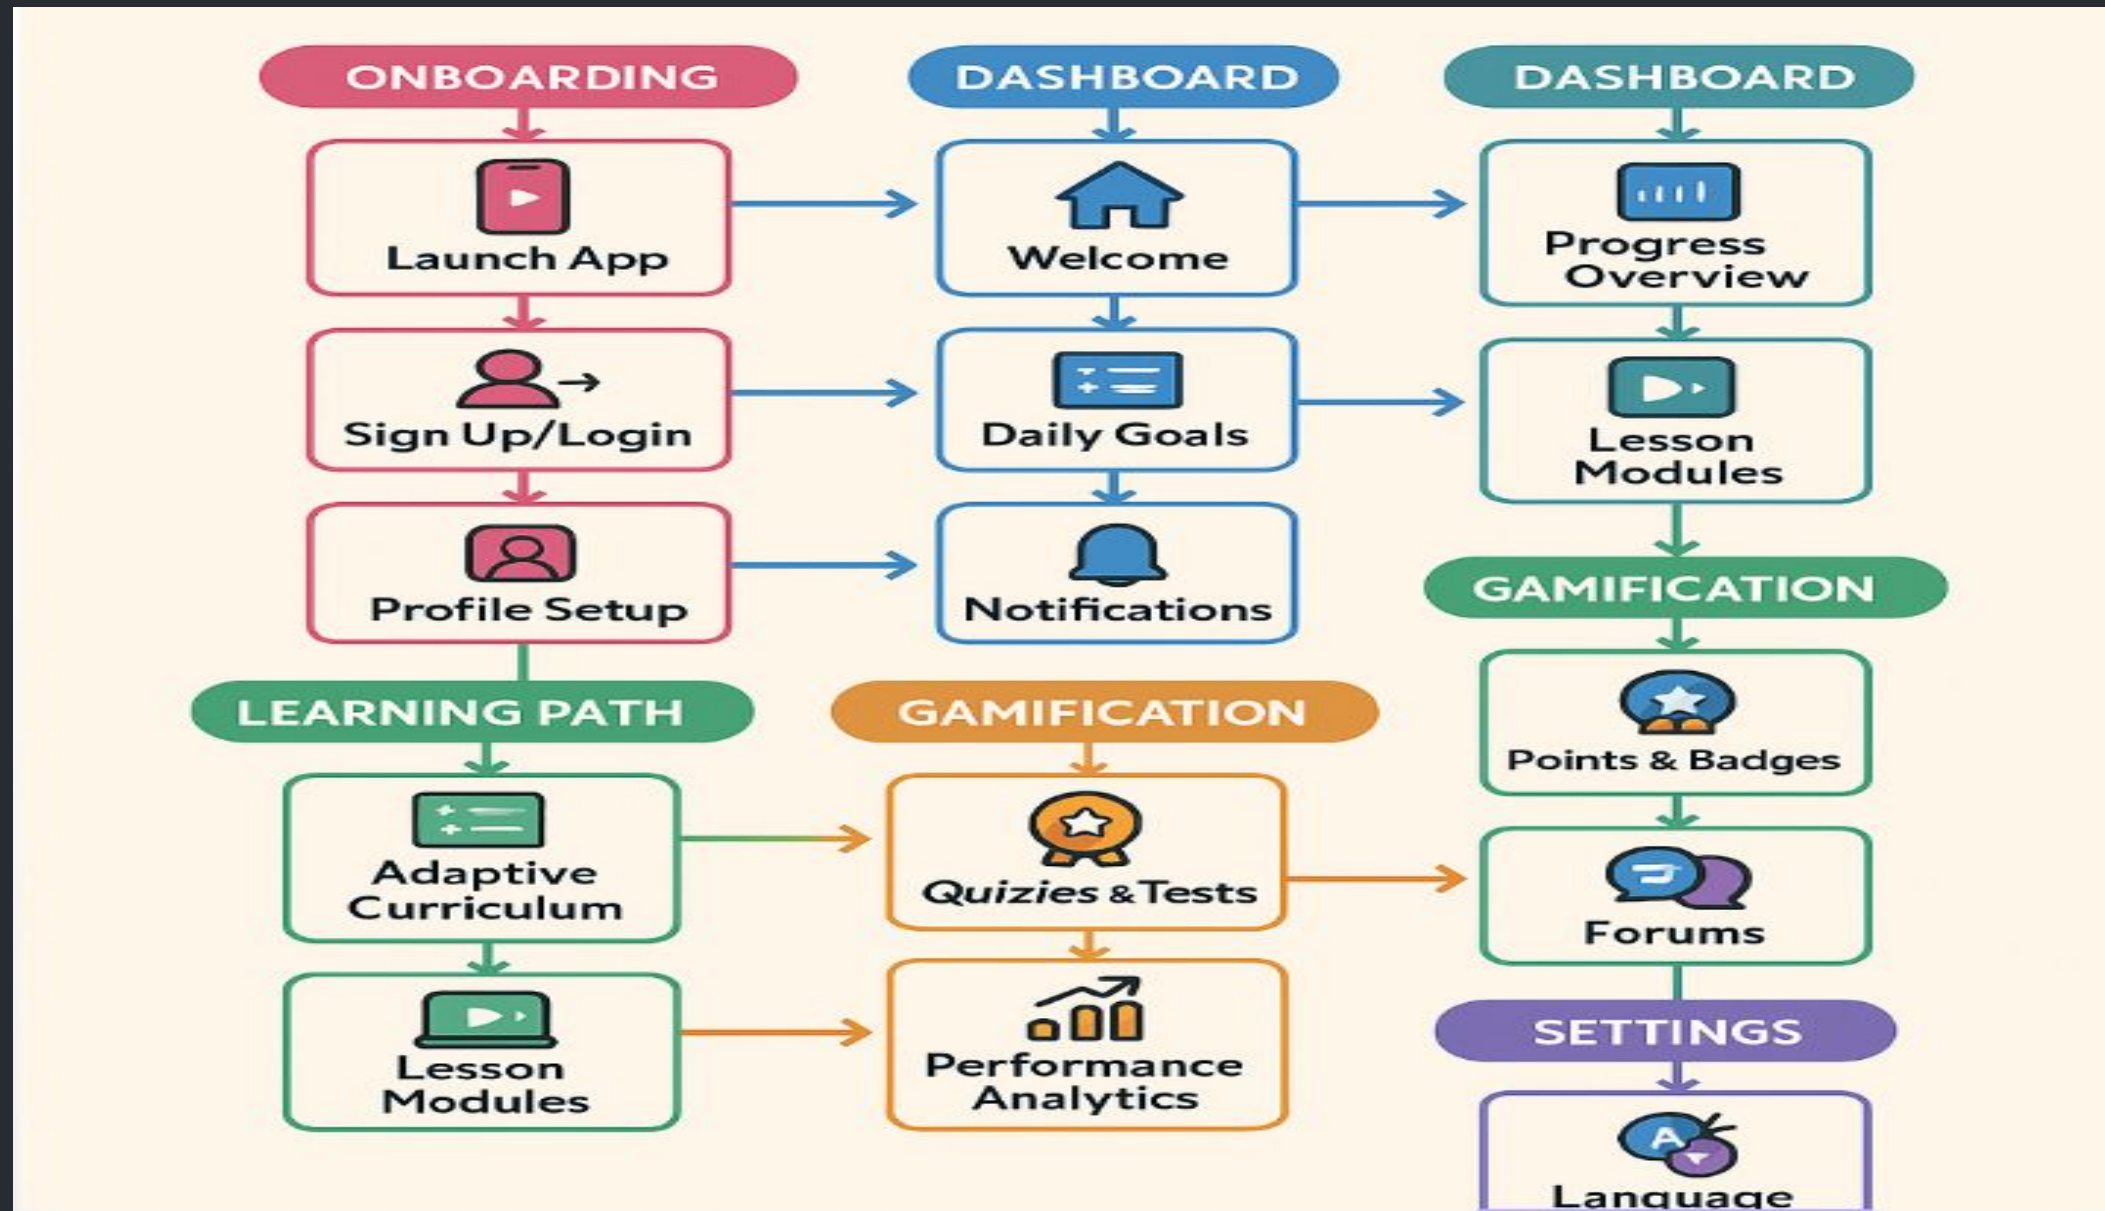 ONBOARDING
Launch App
Sign Up/Login
Profile Setup
DASHBOARD
Welcome
Daily Goals
Notifications
DASHBOARD
Progress
Overview
Lesson
Modules
GAMIFICATION
Points & Badges
Forums
SETTINGS
Language
LEARNING PATH
Adaptive
Curriculum
Lesson
Modules
GAMIFICATION
Quizies & Tests
Performance
Analytics